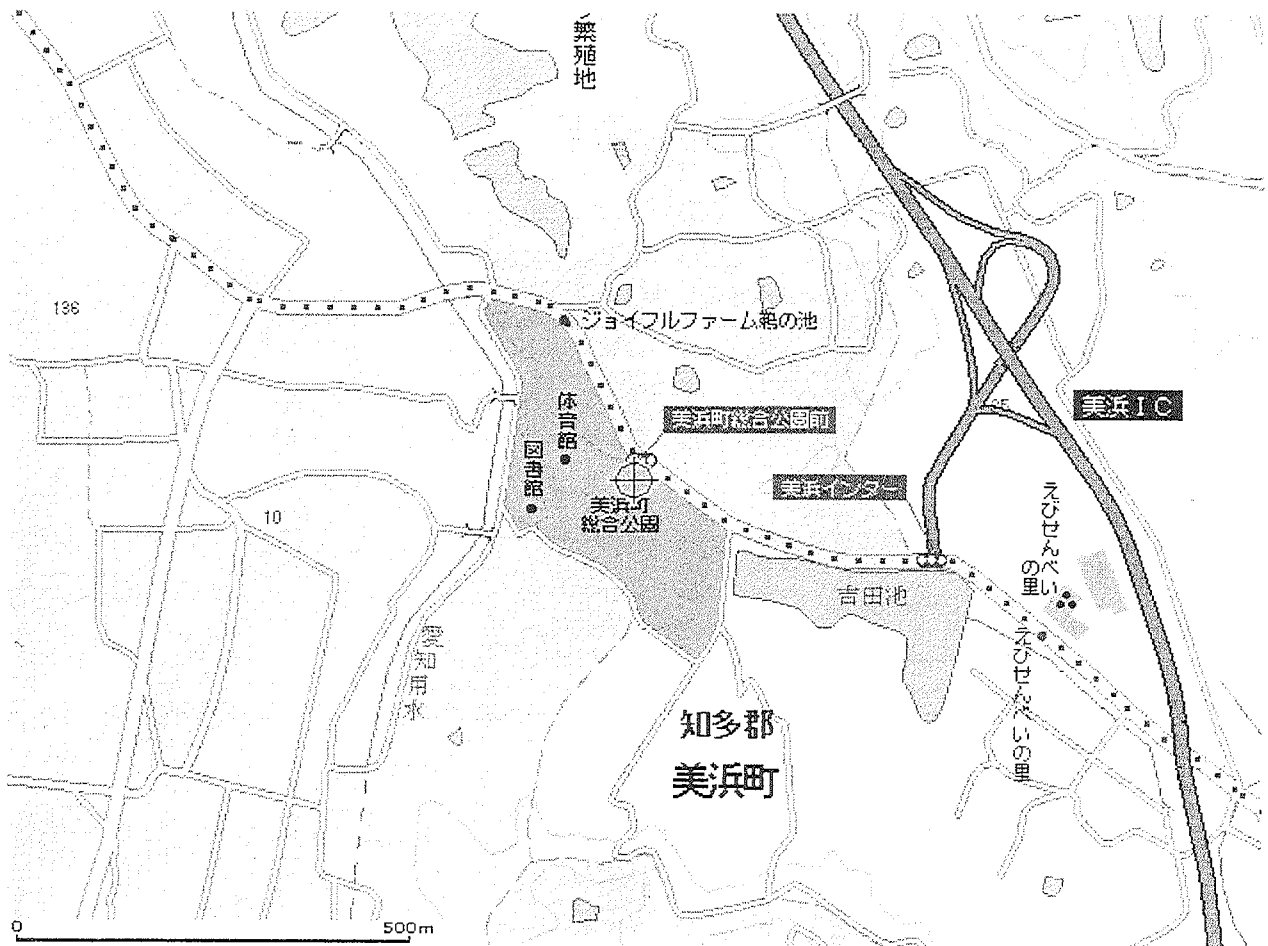 繁殖地
136
ジョイフルファーム鵜の池
体育館
美浜町総合公園前
美浜IC
図書館
美浜インター
美浜町
総合公園
えびせんべい
の里
10
吉田池
愛知用水
えびせんべいの里
知多郡
美浜町
0
500m